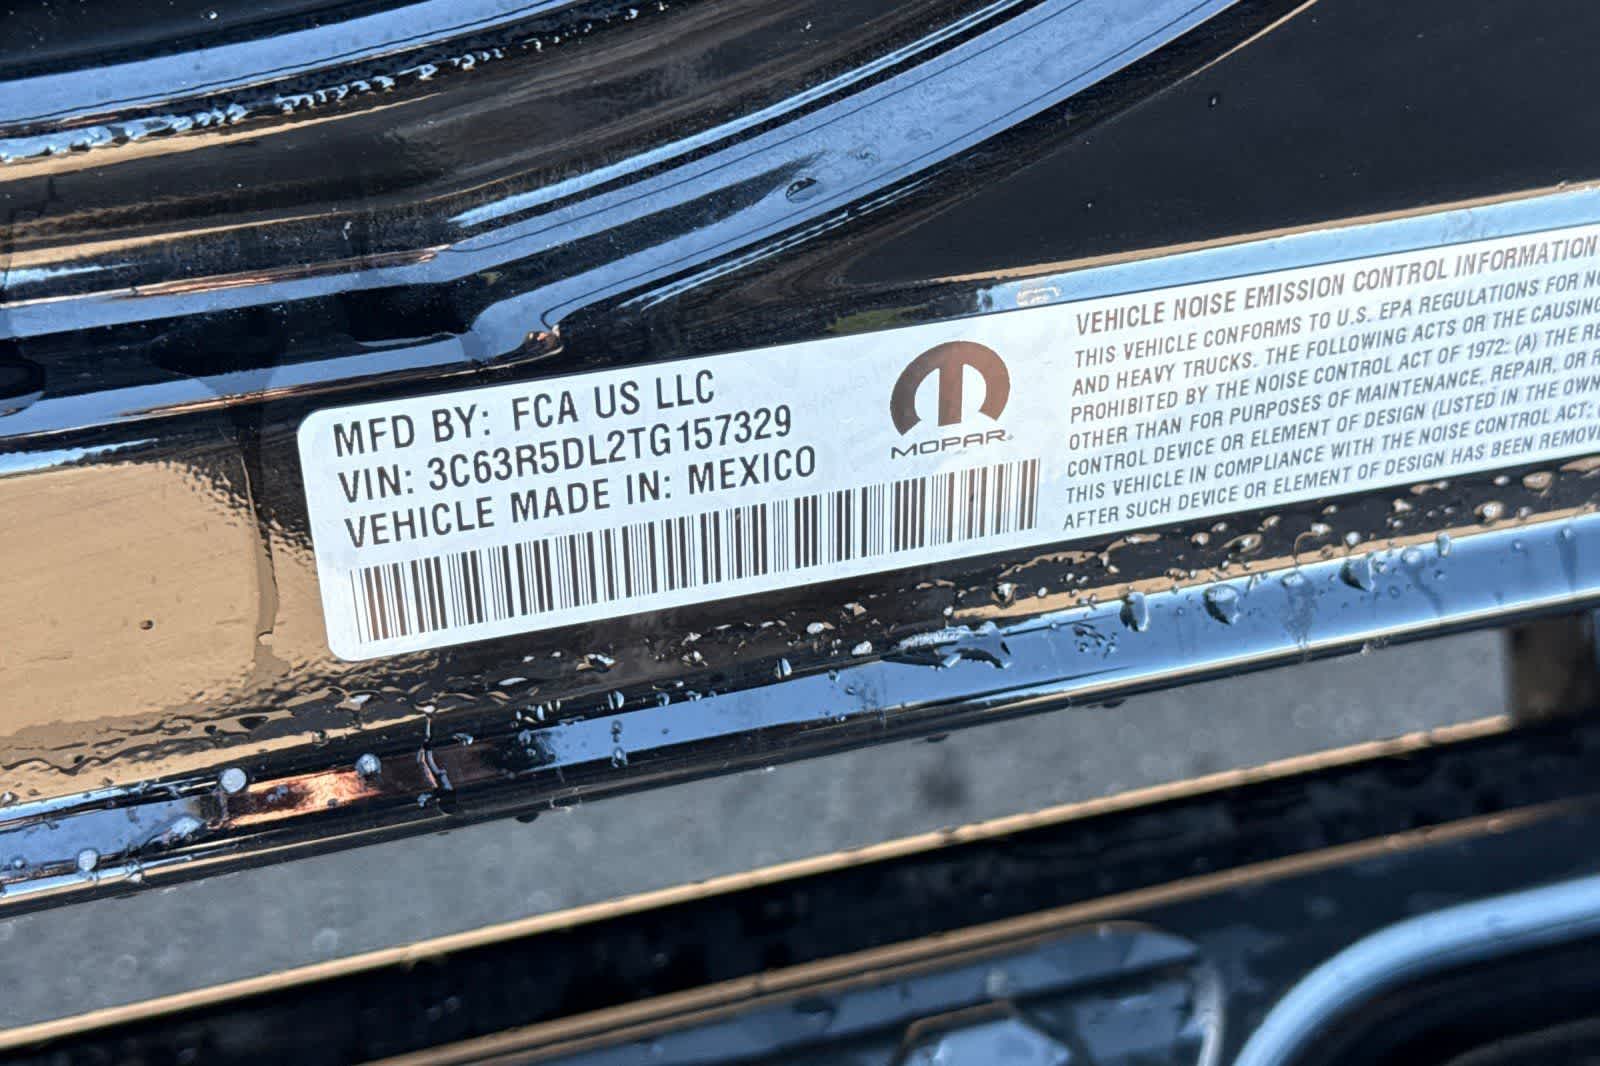 MFD BY: FCA US LLC
VIN: 3C63R5DL2TG157329
VEHICLE MADE IN: MEXICO
MOPAR®
VEHICLE NOISE EMISSION CONTROL INFORMATION
THIS VEHICLE CONFORMS TO U.S. EPA REGULATIONS FOR
AND HEAVY TRUCKS. THE FOLLOWING ACTS OR THE CAUSING
PROHIBITED BY THE NOISE CONTROL ACT OF 1972: (A) THE
OTHER THAN FOR PURPOSES OF MAINTENANCE, REPAIR, OR
CONTROL DEVICE OR ELEMENT OF DESIGN (LISTED IN THE
THIS VEHICLE IN COMPLIANCE WITH THE NOISE CONTROL ACT:
AFTER SUCH DEVICE OR ELEMENT OF DESIGN HAS BEEN